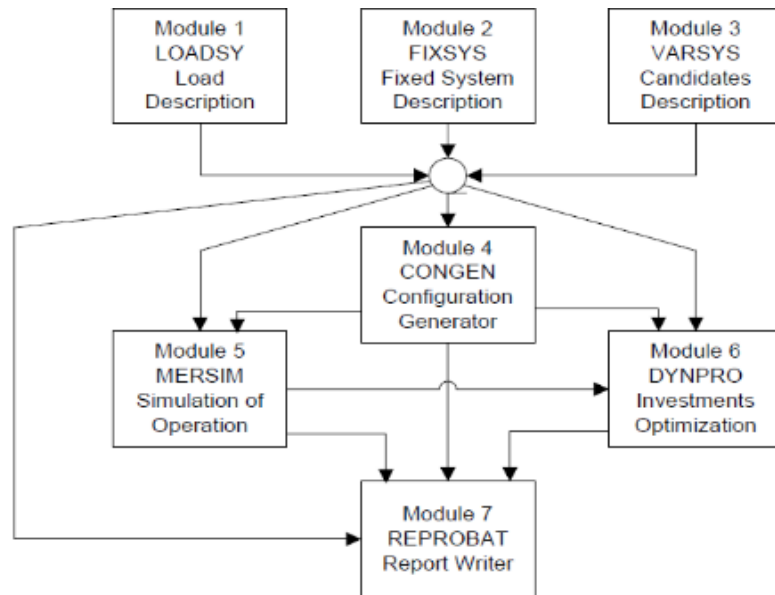 Module 1
LOADSY
Load
Description
Module 2
FIXSYS
Fixed System
Description
Module 3
VARSYS
Candidates
Description
Module 4
CONGEN
Configuration
Generator
Module 5
MERSIM
Simulation of
Operation
Module 6
DYNPRO
Investments
Optimization
Module 7
REPROBAT
Report Writer